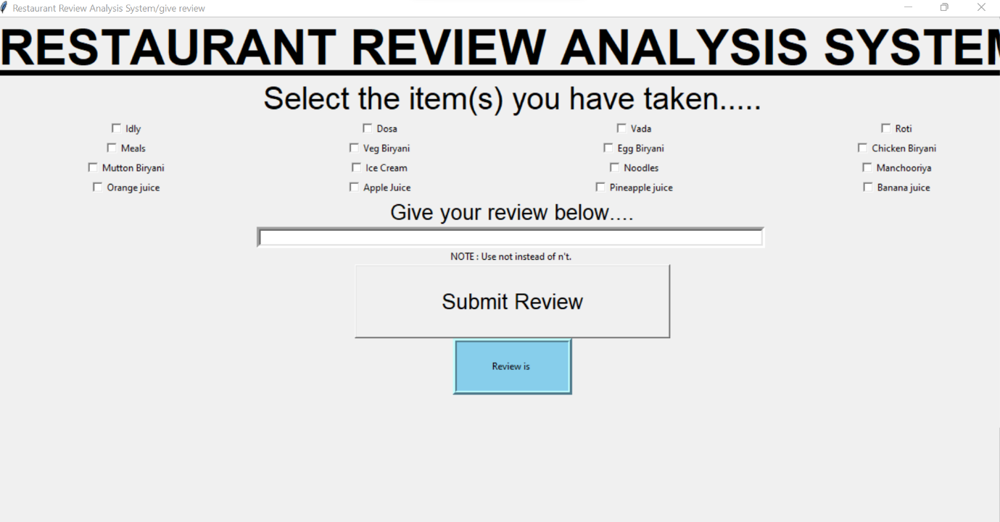 Restaurant Review Analysis System/give review
RESTAURANT REVIEW ANALYSIS SYSTEM
Select the item(s) you have taken.....
Idly Dosa Vada Roti
Meals Veg Biryani Egg Biryani Chicken Biryani
Mutton Biryani Ice Cream Noodles Manchooriya
Orange juice Apple Juice Pineapple juice Banana juice
Give your review below....
NOTE : Use not instead of n't.
Submit Review
Review is